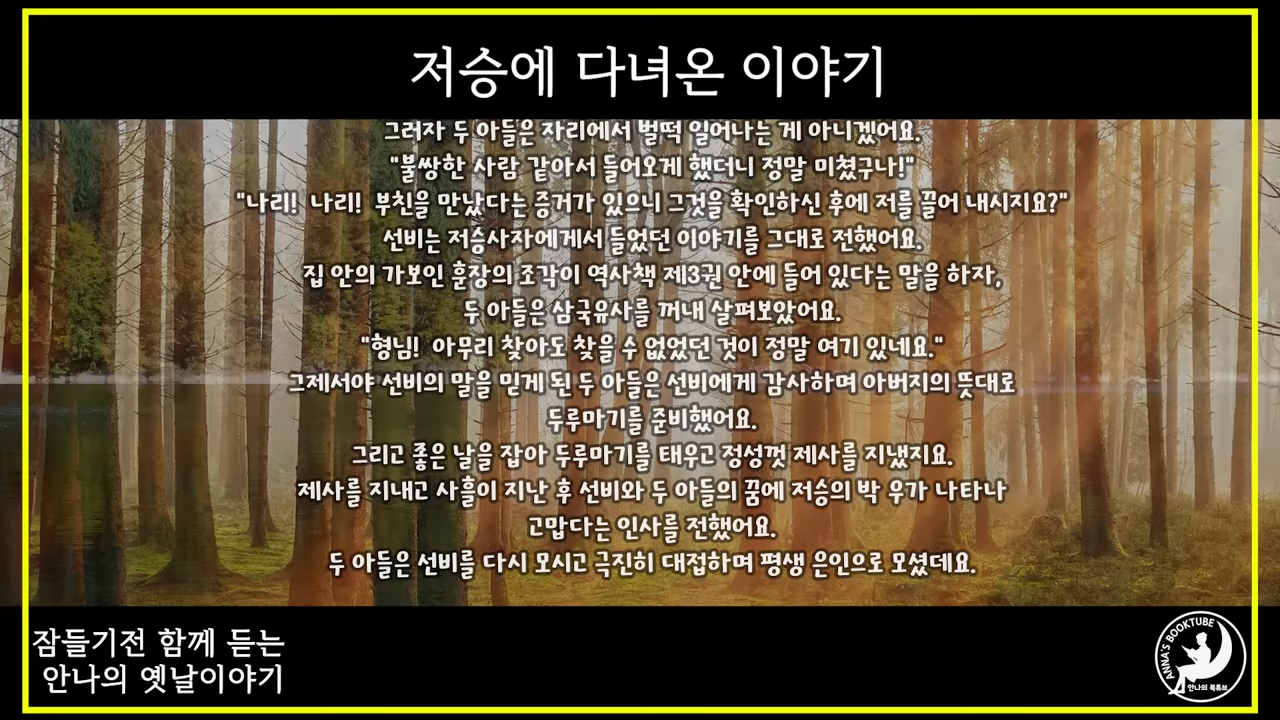 저승에 다녀온 이야기
그러자 두 아들은 자리에서 벌떡 일어나는 게 아니겠어요.
"불쌍한 사람 같아서 들어오게 했더니 정말 미쳤구나!"
"나리! 나리! 부친을 만났다는 증거가 있으니 그것을 확인하신 후에 저를 끌어 내시지요?"
선비는 저승사자에게서 들었던 이야기를 그대로 전했어요.
집 안의 가보인 훈장의 조각이 역사책 제3권 안에 들어 있다는 말을 하자,
두 아들은 삼국유사를 꺼내 살펴보았어요.
"형님! 아무리 찾아도 찾을 수 없었던 것이 정말 여기 있네요."
그제서야 선비의 말을 믿게 된 두 아들은 선비에게 감사하며 아버지의 뜻대로
두루마기를 준비했어요.
그리고 좋은 날을 잡아 두루마기를 태우고 정성껏 제사를 지냈지요.
제사를 지내고 사흘이 지난 후 선비와 두 아들의 꿈에 저승의 박 우가 나타나
고맙다는 인사를 전했어요.
두 아들은 선비를 다시 모시고 극진히 대접하며 평생 은인으로 모셨데요.
잠들기전 함께 듣는
안나의 옛날이야기
ANNA'S BOOKTUBE
안나의 북튜브